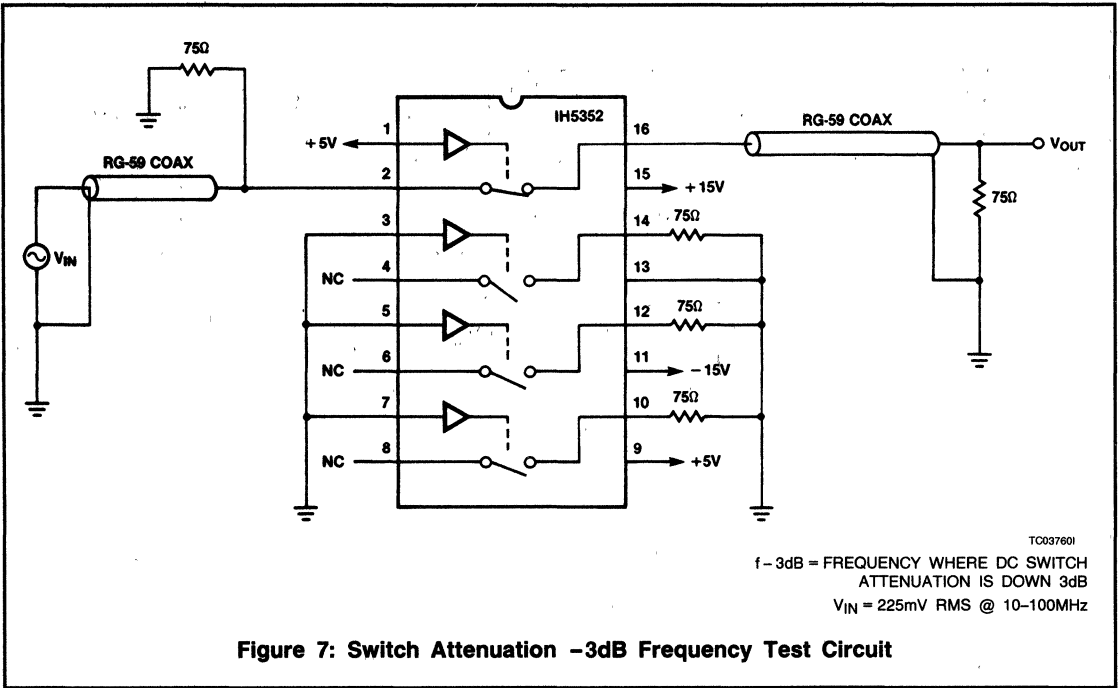 75Ω
IH5352
+5V
1
16
RG-59 COAX
VOUT
RG-59 COAX
2
15
+15V
75Ω
3
14
75Ω
VIN
NC
4
13
5
12
75Ω
NC
6
11
−15V
7
10
75Ω
NC
8
9
+5V
TC03760I
f−3dB = FREQUENCY WHERE DC SWITCH
ATTENUATION IS DOWN 3dB
VIN = 225mV RMS @ 10–100MHz
Figure 7: Switch Attenuation −3dB Frequency Test Circuit